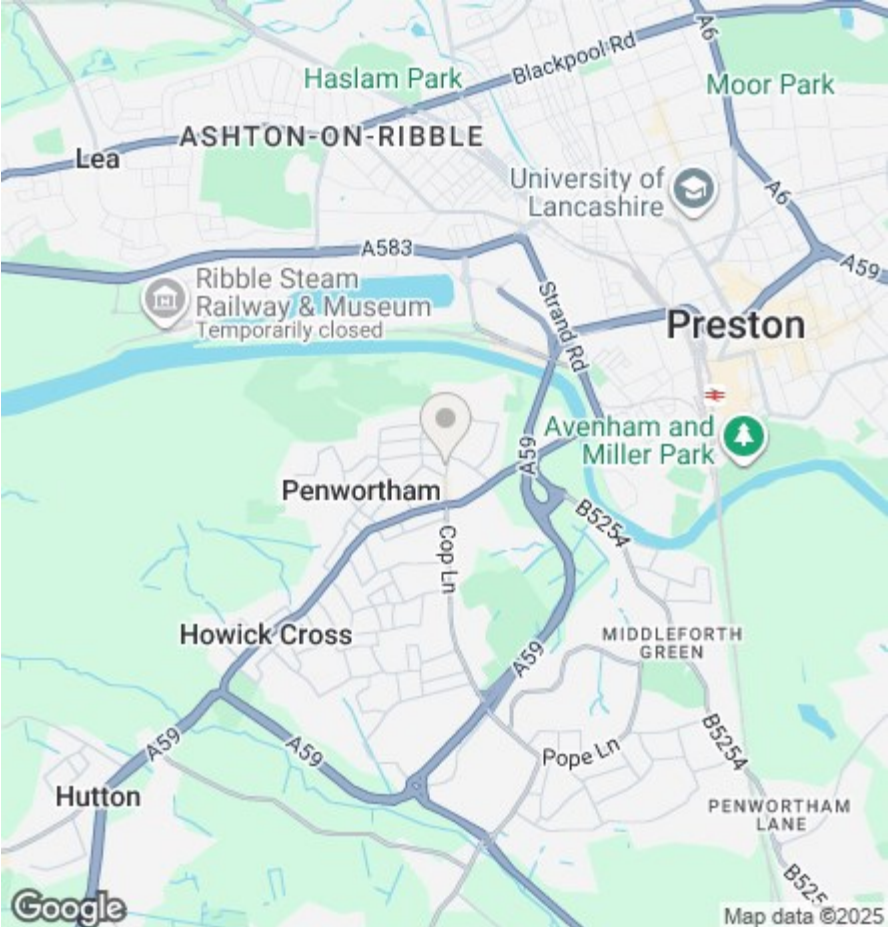 A6
Blackpool Rd
Haslam Park
Moor Park
ASHTON-ON-RIBBLE
Lea
University of
Lancashire
A6
A583
A59
Ribble Steam
Railway & Museum
Temporarily closed
Strand Rd
Preston
Avenham and
Miller Park
A59
Penwortham
B5254
Cop Ln
Howick Cross
MIDDLEFORTH
GREEN
A59
A59
A59
Pope Ln
B5254
Hutton
PENWORTHAM
LANE
B525
Google
Map data ©2025